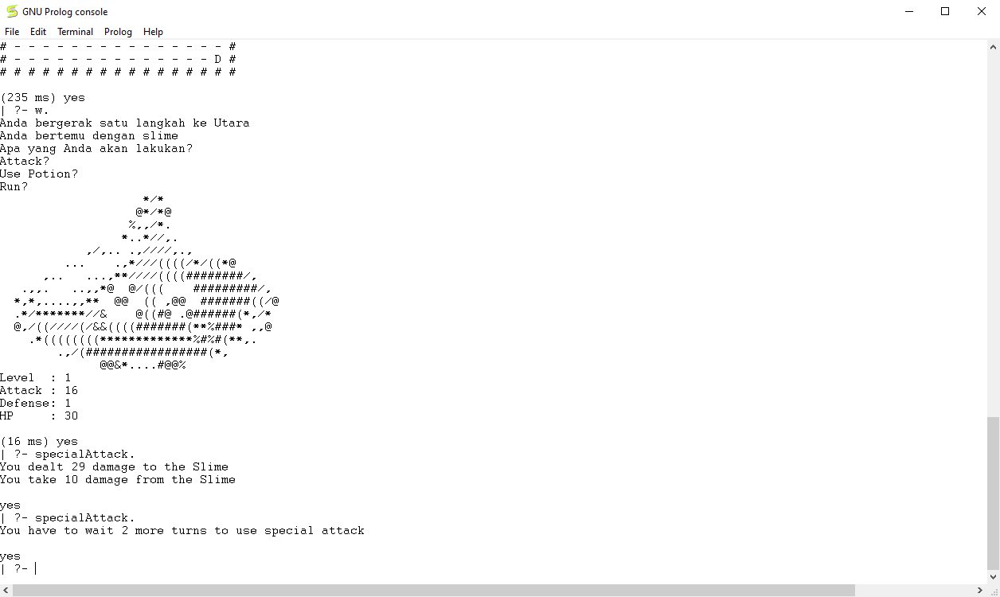 GNU Prolog console
File Edit Terminal Prolog Help
# - - - - - - - - - - - - - - - #
# - - - - - - - - - - - - - - D #
# # # # # # # # # # # # # # # # #
(235 ms) yes
| ?- w.
Anda bergerak satu langkah ke Utara
Anda bertemu dengan slime
Apa yang Anda akan lakukan?
Attack?
Use Potion?
Run?
                    */*
                   @*/*@
                  %,,/*.
                 *..*//,.
            ,/,.. .,////,.,
         ...    .,*///((((/*/((*@
      ,..   ...,**////((((########/,
   .,,.   ..,,*@  @/(((    #########/,
  *,*,....,,**  @@  (( ,@@  #######((/@
  .*/*******//&    @((#@ .@######(*,/*
  @,/((////(/&&((((#######(**%###* ,,@
    .*((((((((*************%#%#(**,.
        .,/(#################(*,
              @@&*....#@@%
Level  : 1
Attack : 16
Defense: 1
HP     : 30
(16 ms) yes
| ?- specialAttack.
You dealt 29 damage to the Slime
You take 10 damage from the Slime
yes
| ?- specialAttack.
You have to wait 2 more turns to use special attack
yes
| ?-